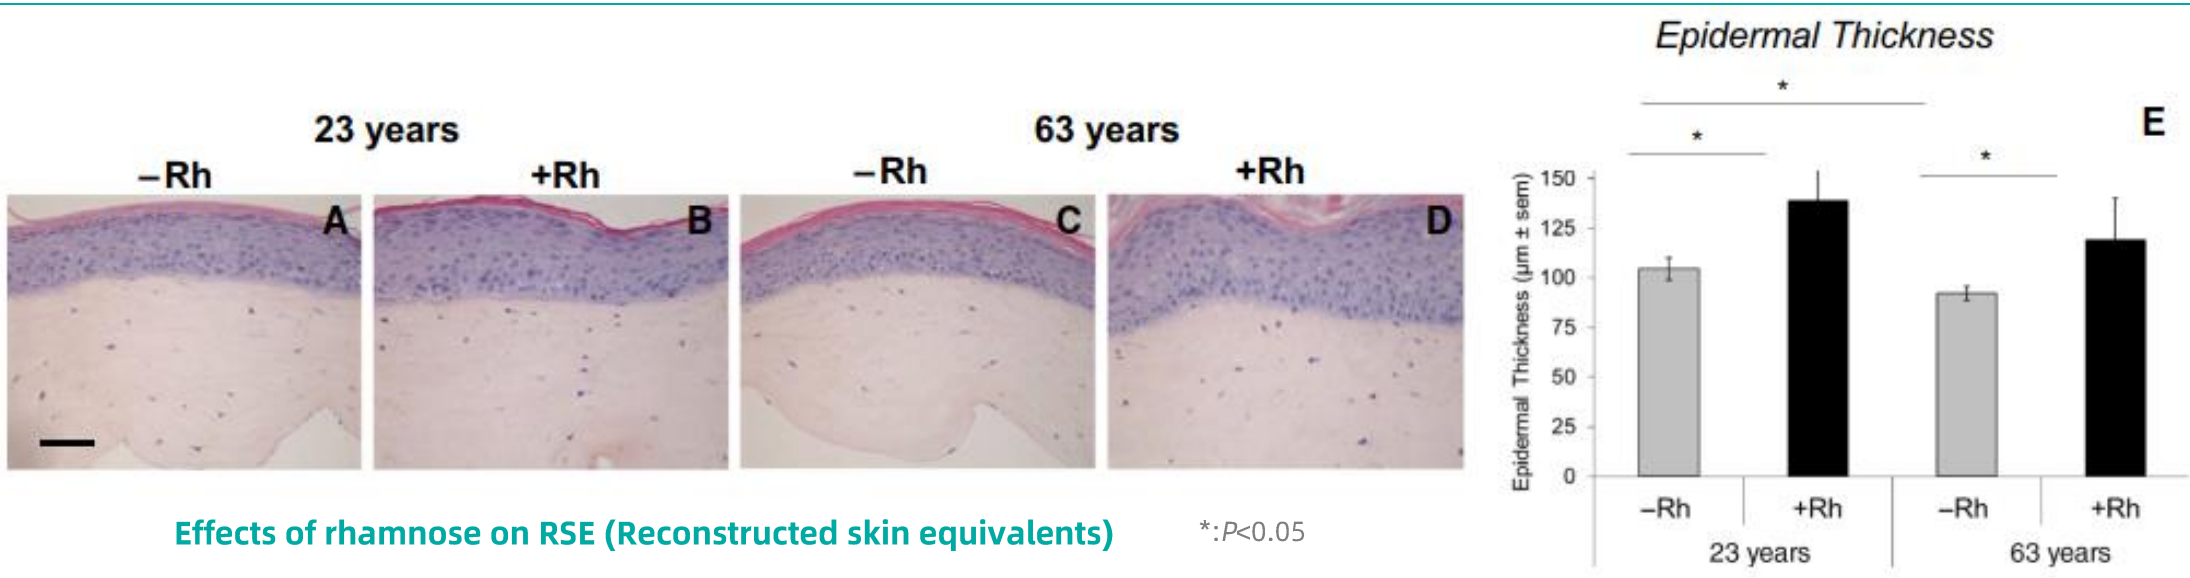 Epidermal Thickness
23 years
63 years
–Rh
+Rh
–Rh
+Rh
A
B
C
D
E
*
*
*
Epidermal Thickness (μm ± sem)
150
125
100
75
50
25
0
–Rh
+Rh
–Rh
+Rh
23 years
63 years
Effects of rhamnose on RSE (Reconstructed skin equivalents)
*:P<0.05